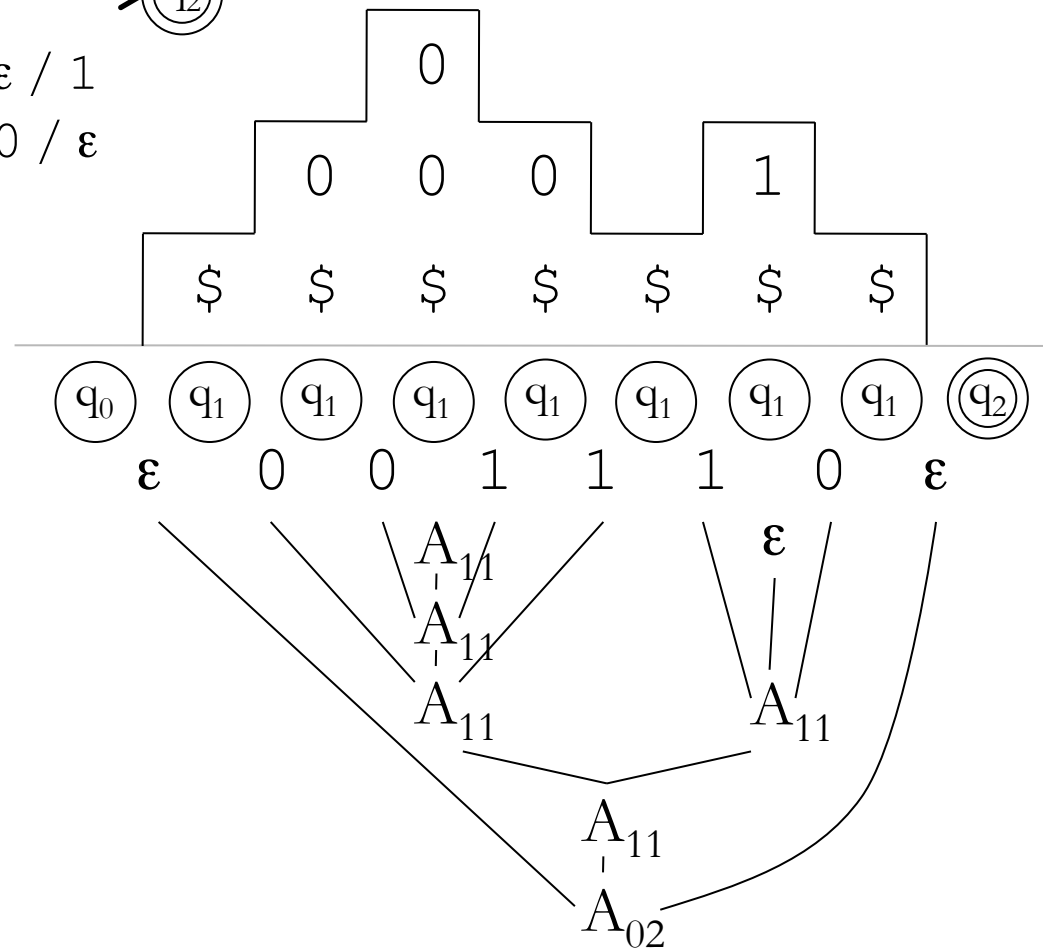 q₂
ε / 1
0 / ε
0
0 0 0 1
$ $ $ $ $ $ $
q₀ q₁ q₁ q₁ q₁ q₁ q₁ q₁ q₂
ε 0 0 1 1 1 0 ε
A₁₁ ε
A₁₁
A₁₁ A₁₁
A₁₁
A₀₂